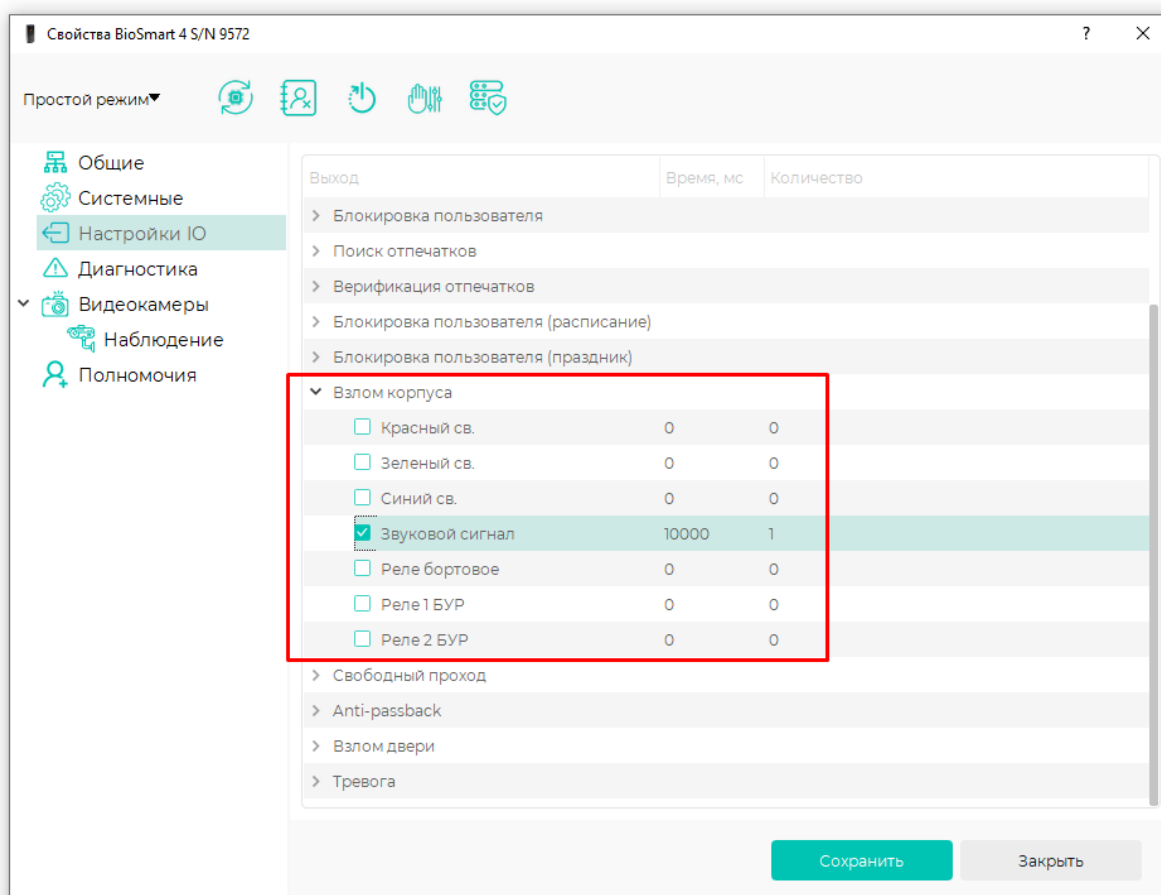 Свойства BioSmart 4 S/N 9572 ?
Простой режим
Общие
Системные
Настройки IO
Диагностика
Видеокамеры
Наблюдение
Полномочия
Выход Время, мс Количество
Блокировка пользователя
Поиск отпечатков
Верификация отпечатков
Блокировка пользователя (расписание)
Блокировка пользователя (праздник)
Взлом корпуса
Красный св. 0 0
Зеленый св. 0 0
Синий св. 0 0
Звуковой сигнал 10000 1
Реле бортовое 0 0
Реле 1 БУР 0 0
Реле 2 БУР 0 0
Свободный проход
Anti-passback
Взлом двери
Тревога
Сохранить Закрыть